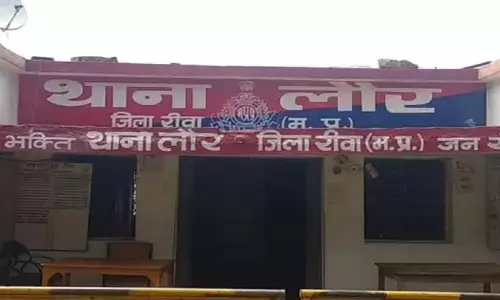 थाना लौर
जिला रीवा (म. प्र.)
भक्ति थाना लौर - जिला रीवा (म.प्र.) जन